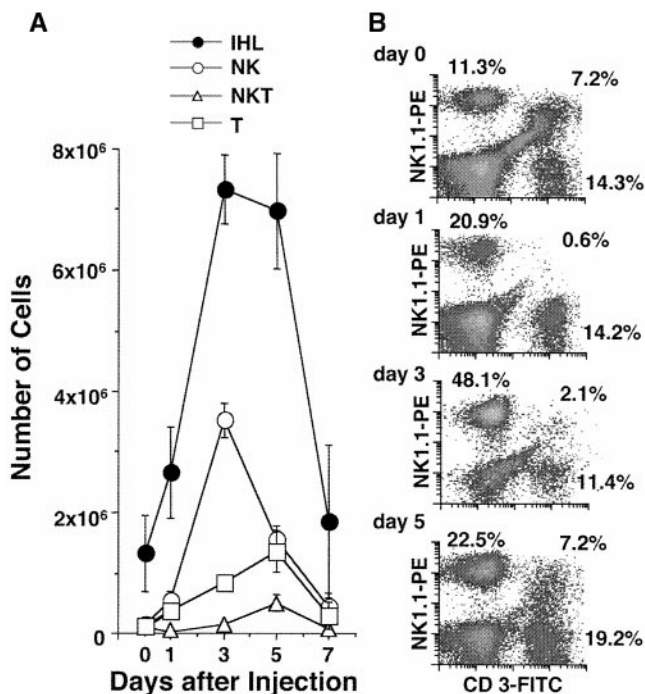 A
IHL
NK
NKT
T
8x10⁶
6x10⁶
4x10⁶
2x10⁶
0
Number of Cells
0 1 3 5 7
Days after Injection
B
day 0
11.3% 7.2%
NK1.1-PE
14.3%
day 1
20.9% 0.6%
NK1.1-PE
14.2%
day 3
48.1% 2.1%
NK1.1-PE
11.4%
day 5
22.5% 7.2%
NK1.1-PE
19.2%
CD 3-FITC